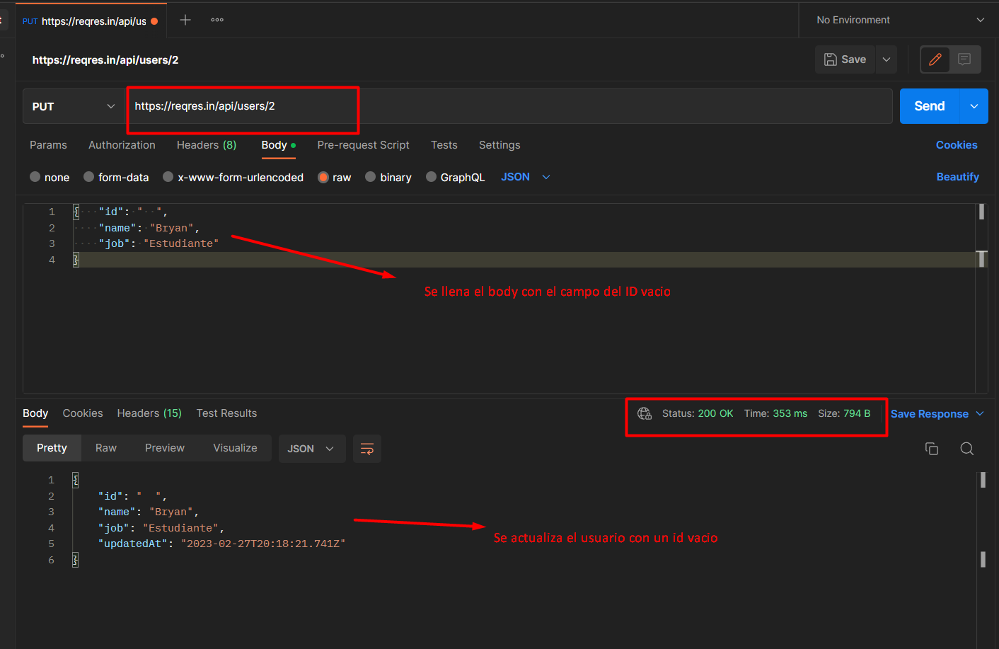 PUT https://reqres.in/api/us
No Environment
https://reqres.in/api/users/2
Save
PUT
https://reqres.in/api/users/2
Send
Params Authorization Headers (8) Body Pre-request Script Tests Settings Cookies
none form-data x-www-form-urlencoded raw binary GraphQL JSON Beautify
1 { "id": "  ",
2 "name": "Bryan",
3 "job": "Estudiante"
4 }
Se llena el body con el campo del ID vacio
Body Cookies Headers (15) Test Results Status: 200 OK Time: 353 ms Size: 794 B Save Response
Pretty Raw Preview Visualize JSON
1 {
2 "id": "  ",
3 "name": "Bryan",
4 "job": "Estudiante",
5 "updatedAt": "2023-02-27T20:18:21.741Z"
6 }
Se actualiza el usuario con un id vacio